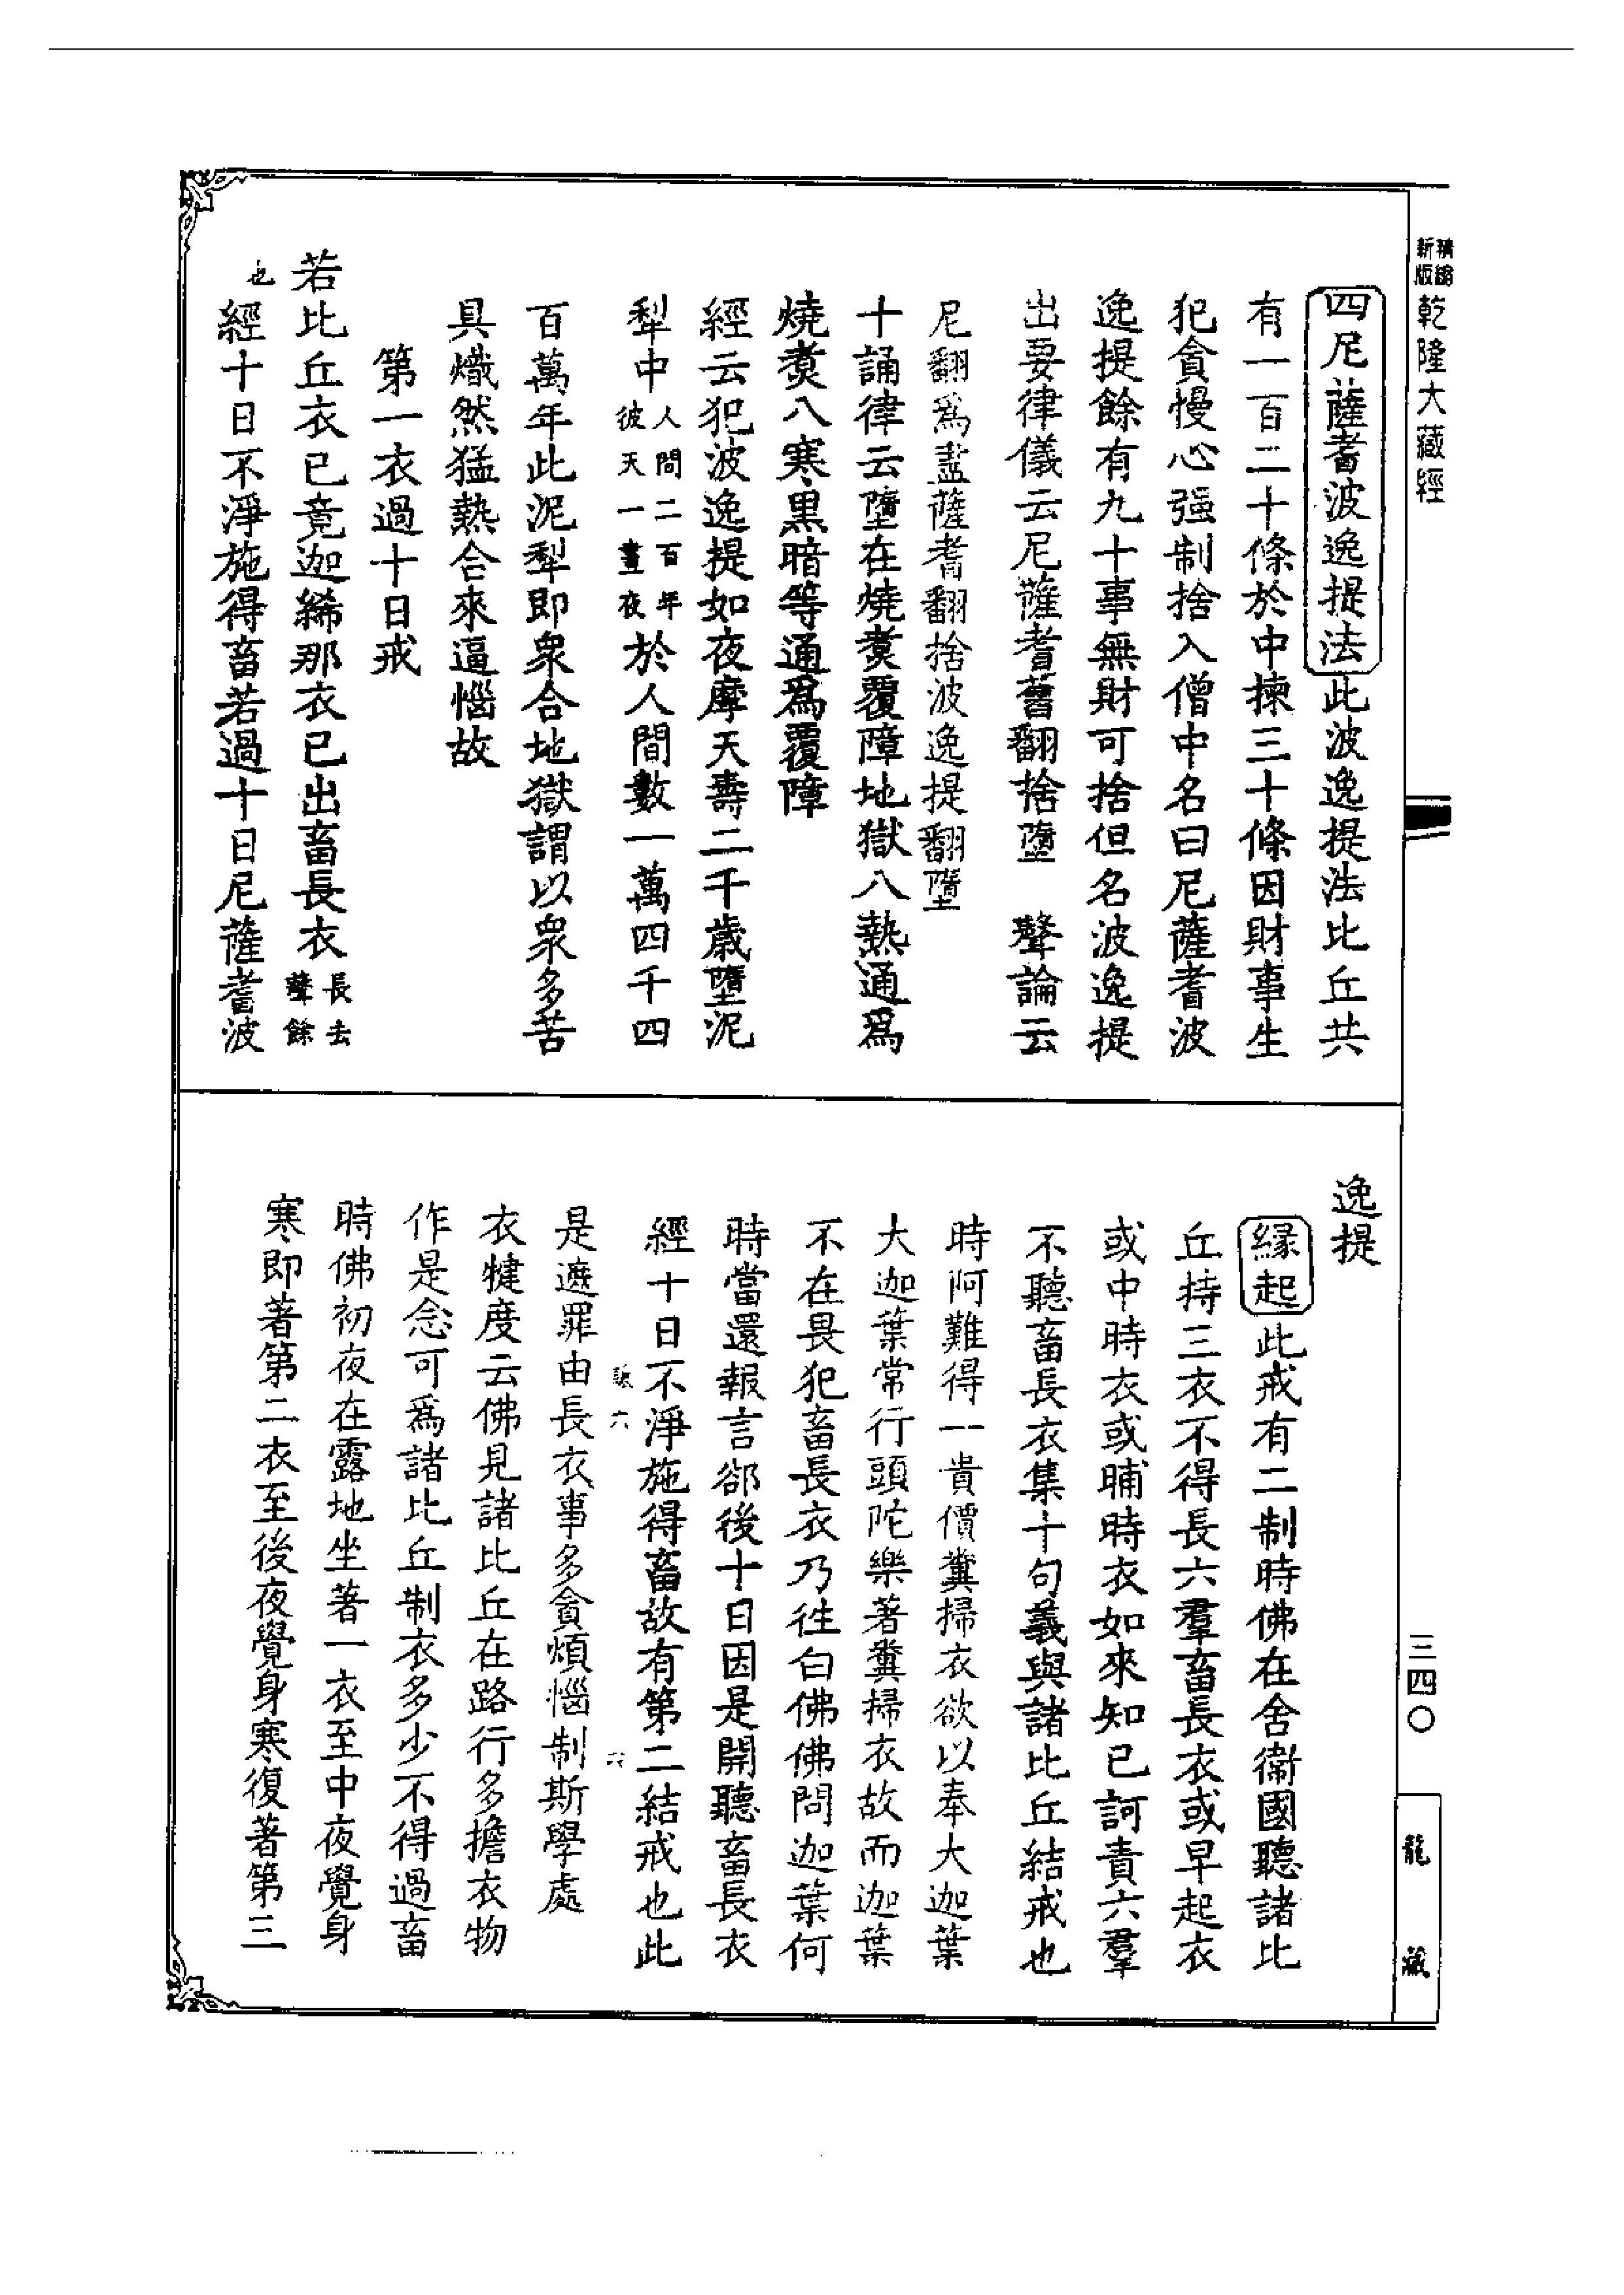 新版
乾隆大藏經
四尼薩耆波逸提法此波逸提法比丘共
有一百二十條於中揀三十條因財事生
犯貪慢心强制捨入僧中名曰尼薩耆波
逸提餘有九十事無財可捨但名波逸提
出要律儀云尼薩耆舊翻捨墮　聲論云
尼翻爲盡薩耆翻捨波逸提翻墮
十誦律云墮在燒煑覆障地獄八熱通爲
燒煑八寒黑暗等通爲覆障
經云犯波逸提如夜摩天壽二千歲墮泥
犁中人間二百年彼天一晝夜於人間數一萬四千四
百萬年此泥犁即衆合地獄謂以衆多苦
具熾然猛熱合來逼惱故
第一衣過十日戒
若比丘衣已竟迦絺那衣已出畜長衣長去聲餘
也經十日不淨施得畜若過十日尼薩耆波
逸提
緣起此戒有二制時佛在舍衞國聽諸比
丘持三衣不得長六羣畜長衣或早起衣
或中時衣或晡時衣如來知已訶責六羣
不聽畜長衣集十句義與諸比丘結戒也
時阿難得一貴價糞掃衣欲以奉大迦葉
大迦葉常行頭陀樂著糞掃衣故而迦葉
不在畏犯畜長衣乃往白佛佛問迦葉何
時當還報言郤後十日因是開聽畜長衣
經十日不淨施得畜故有第二結戒也此
六
是遮罪由長衣事多貪煩惱制斯學處
衣犍度云佛見諸比丘在路行多擔衣物
作是念可爲諸比丘制衣多少不得過畜
時佛初夜在露地坐著一衣至中夜覺身
寒即著第二衣至後夜覺身寒復著第三
三四〇
龍藏